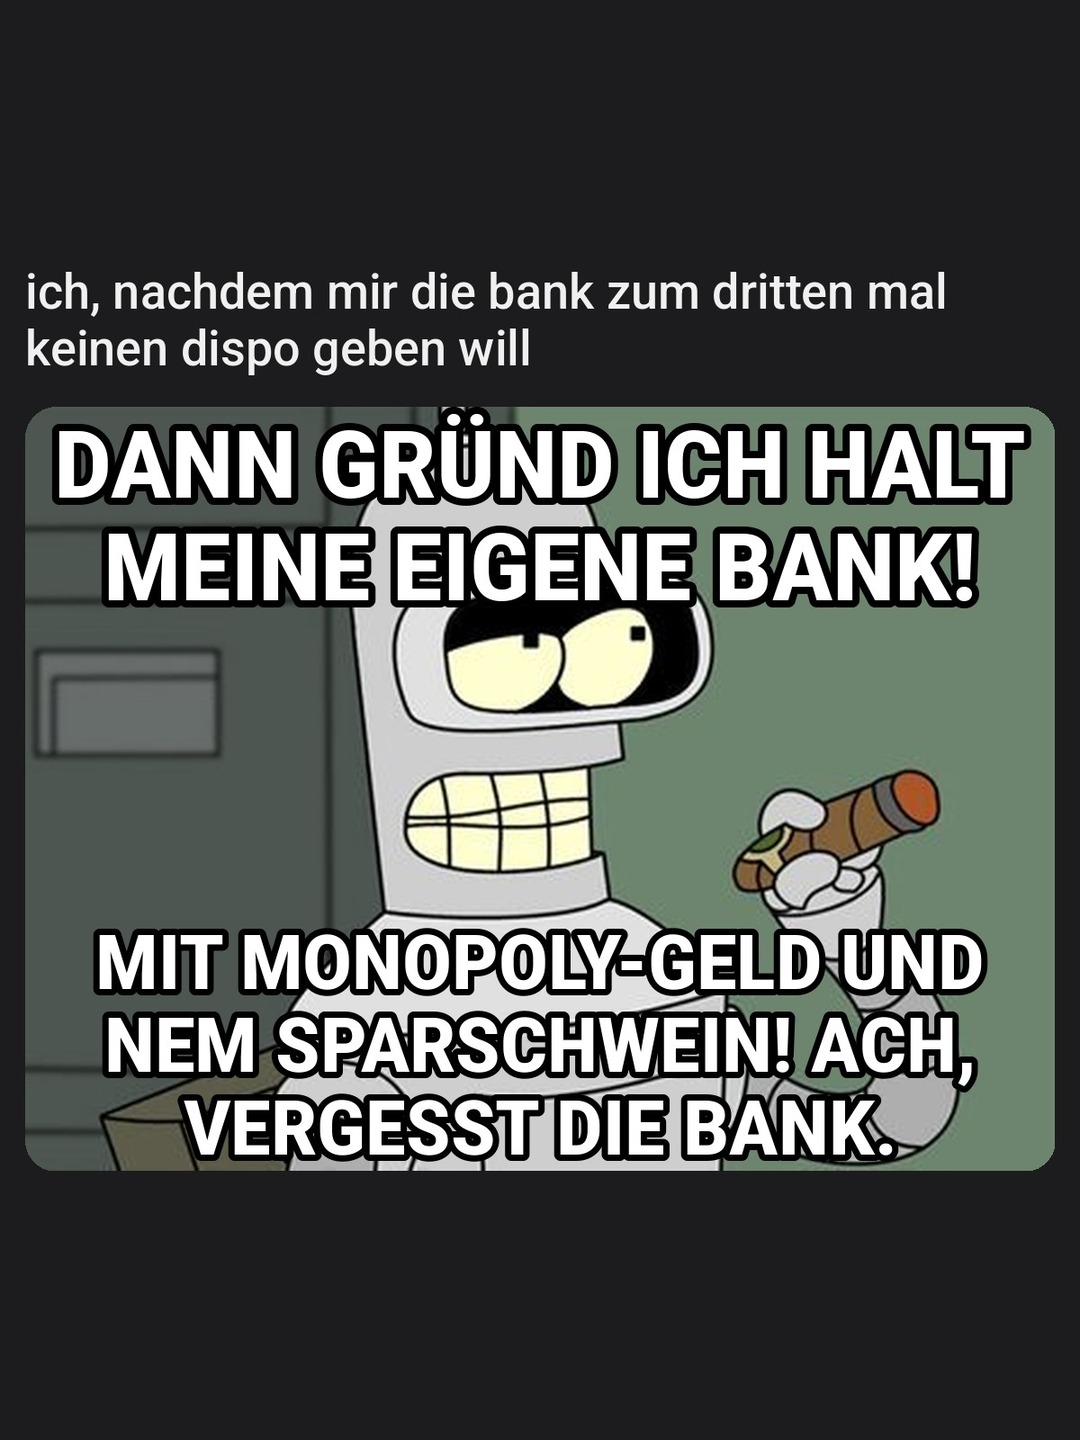 ich, nachdem mir die bank zum dritten mal
keinen dispo geben will
DANN GRÜND ICH HALT
MEINE EIGENE BANK!
MIT MONOPOLY-GELD UND
NEM SPARSCHWEIN! ACH,
VERGESST DIE BANK.